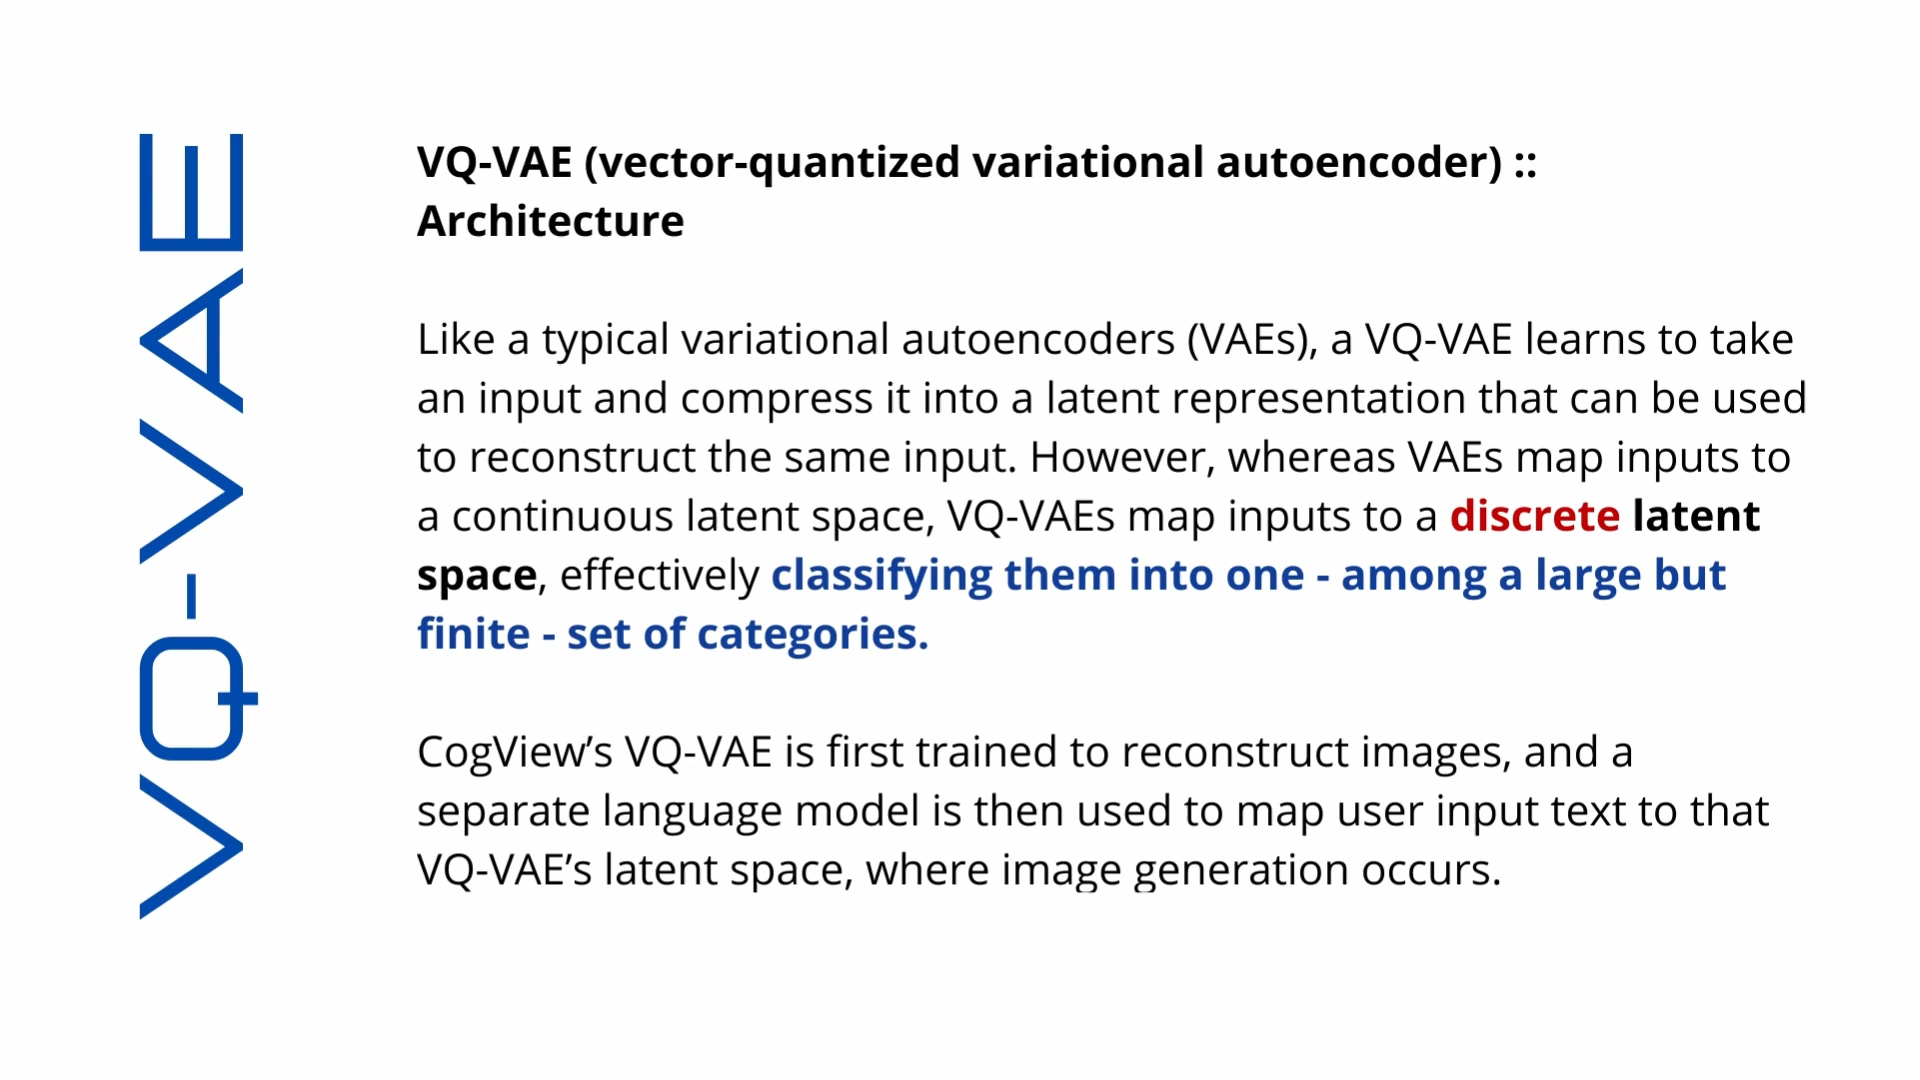 VQ-VAE
VQ-VAE (vector-quantized variational autoencoder) ::
Architecture
Like a typical variational autoencoders (VAEs), a VQ-VAE learns to take
an input and compress it into a latent representation that can be used
to reconstruct the same input. However, whereas VAEs map inputs to
a continuous latent space, VQ-VAEs map inputs to a discrete latent
space, effectively classifying them into one - among a large but
finite - set of categories.
CogView’s VQ-VAE is first trained to reconstruct images, and a
separate language model is then used to map user input text to that
VQ-VAE’s latent space, where image generation occurs.